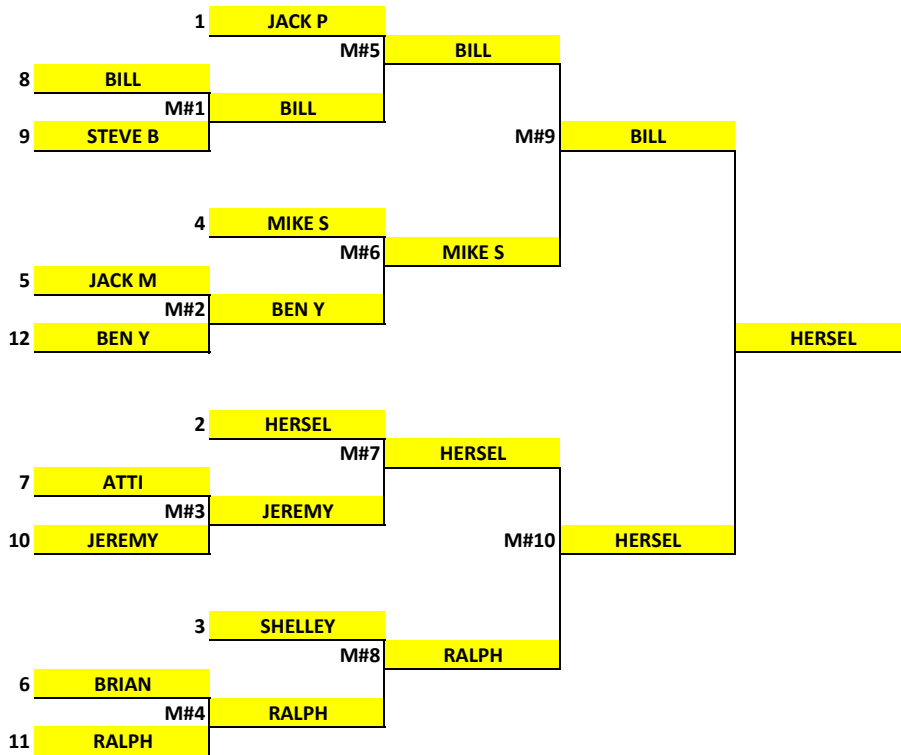 1 JACK P
M#5 BILL
8 BILL
M#1 BILL
9 STEVE B M#9 BILL
4 MIKE S
M#6 MIKE S
5 JACK M
M#2 BEN Y
12 BEN Y HERSEL
2 HERSEL
M#7 HERSEL
7 ATTI
M#3 JEREMY
10 JEREMY M#10 HERSEL
3 SHELLEY
M#8 RALPH
6 BRIAN
M#4 RALPH
11 RALPH